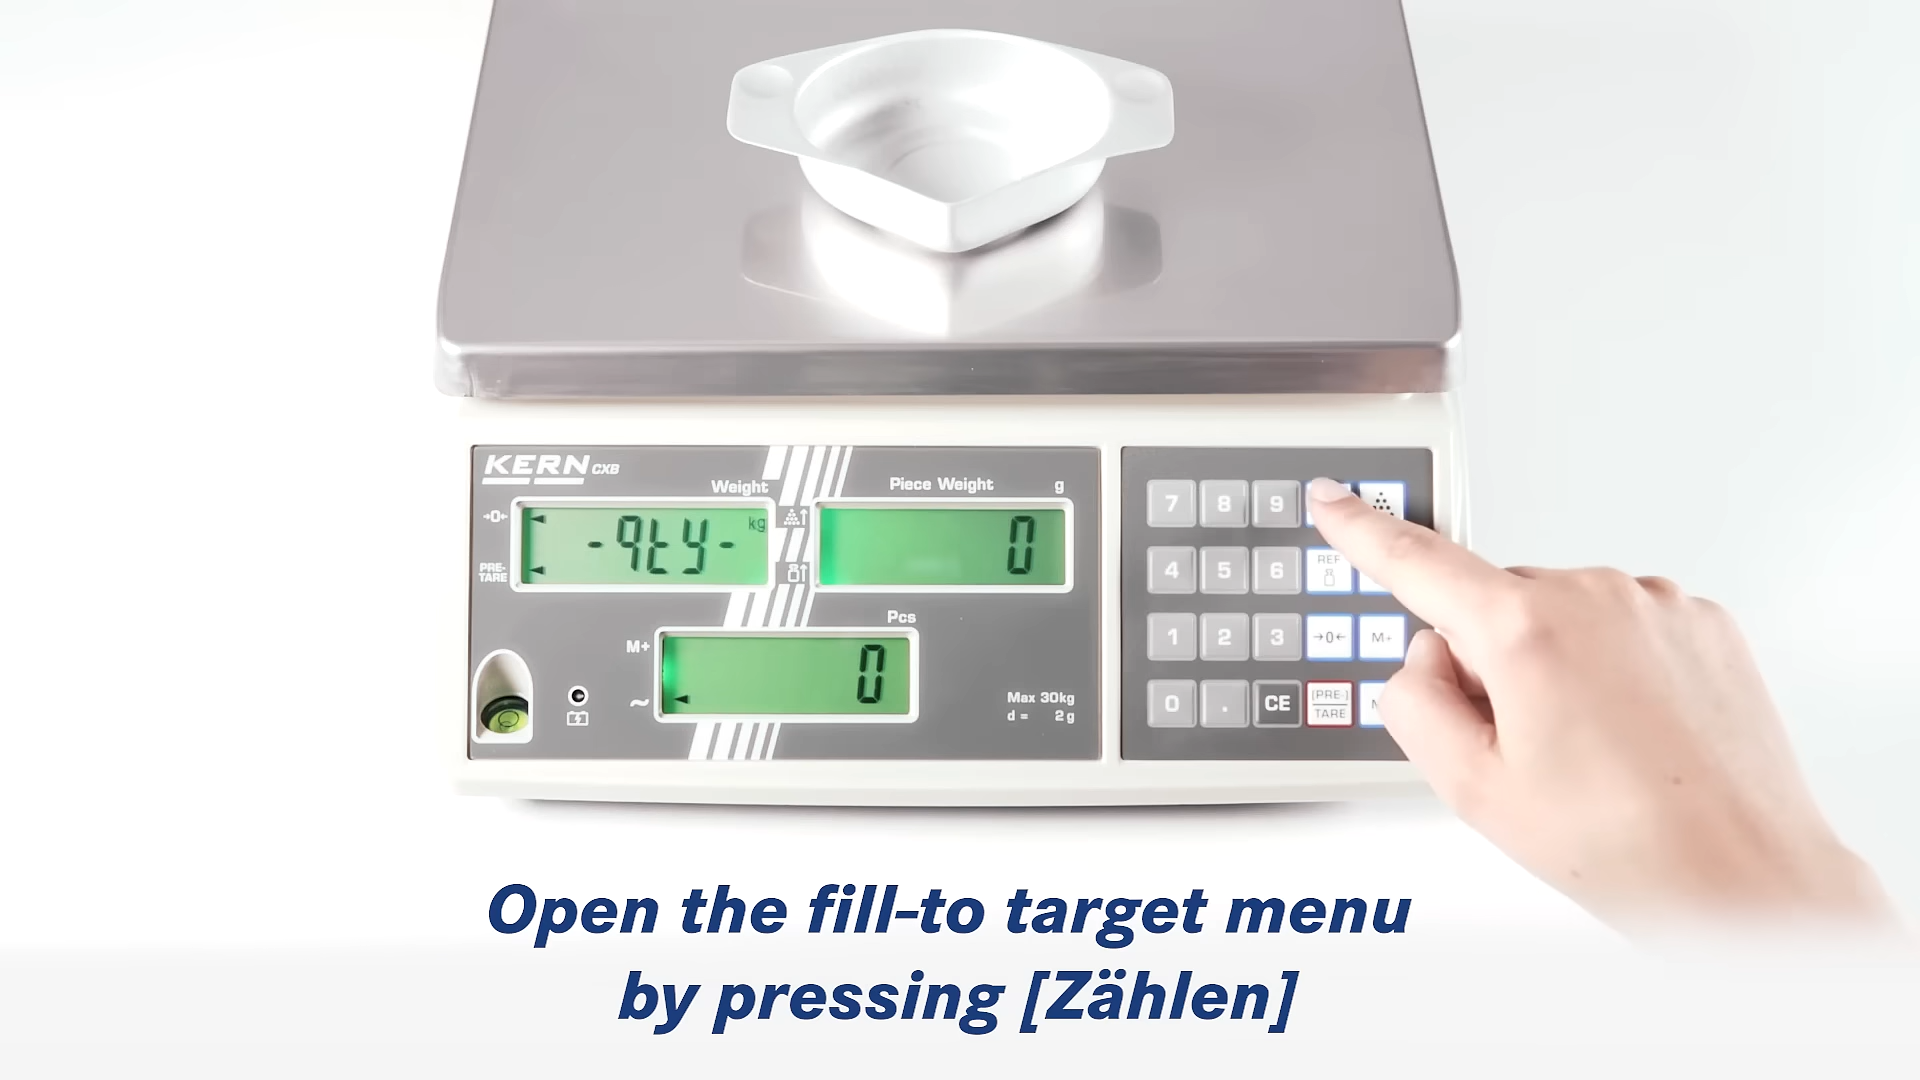 KERN CXB
Weight
Piece Weight g
→0←
-qty- kg
0
PRE-
TARE
Pcs
M+
0
~
Max 30kg
d = 2g
7 8 9
4 5 6 REF
1 2 3 →0← M+
0 . CE (PRE-)
TARE
Open the fill-to target menu
by pressing [Zählen]